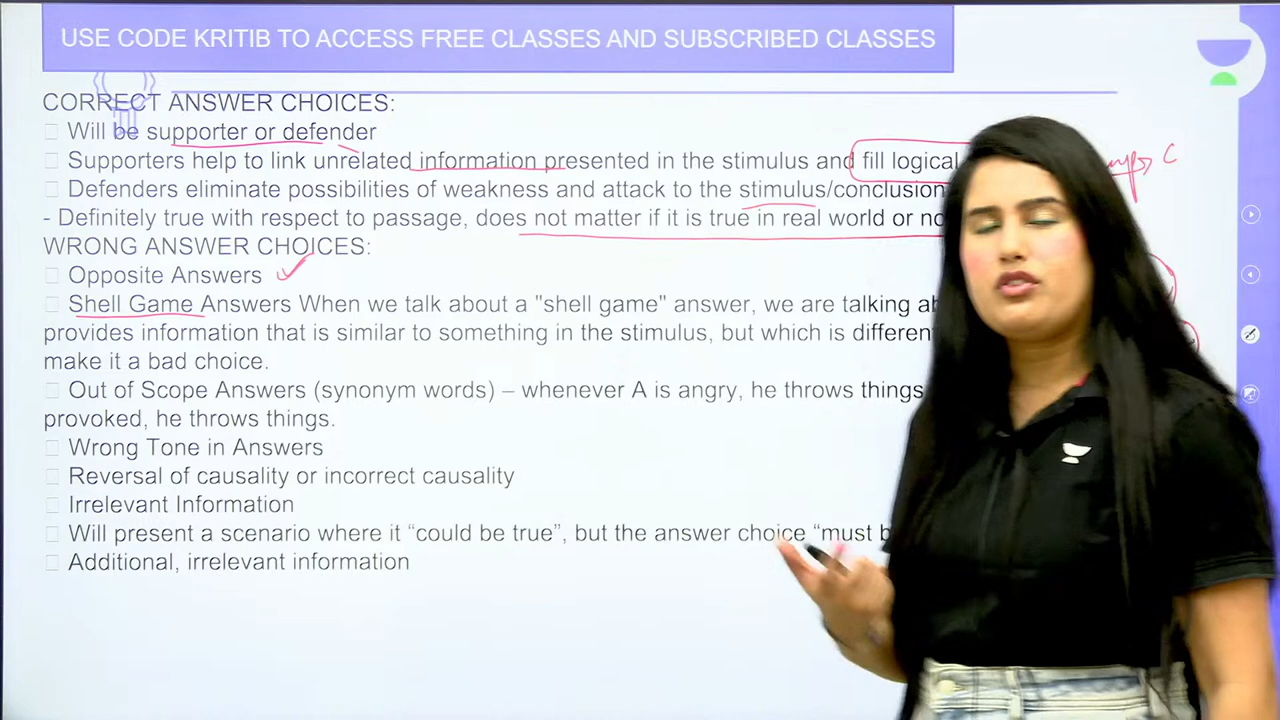 USE CODE KRITIB TO ACCESS FREE CLASSES AND SUBSCRIBED CLASSES
CORRECT ANSWER CHOICES:
Will be supporter or defender
Supporters help to link unrelated information presented in the stimulus and fill logical
C
Defenders eliminate possibilities of weakness and attack to the stimulus/conclusion
- Definitely true with respect to passage, does not matter if it is true in real world or
WRONG ANSWER CHOICES:
Opposite Answers
Shell Game Answers When we talk about a "shell game" answer, we are talking
provides information that is similar to something in the stimulus, but which is
make it a bad choice.
Out of Scope Answers (synonym words) – whenever A is angry, he throws things
provoked, he throws things.
Wrong Tone in Answers
Reversal of causality or incorrect causality
Irrelevant Information
Will present a scenario where it “could be true”, but the answer choice “must
Additional, irrelevant information